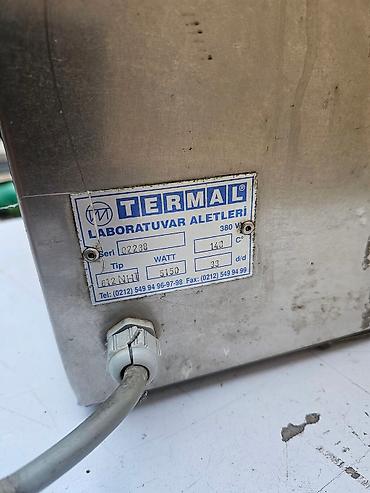 TM TERMAL®
LABORATUVAR ALETLERİ
380 V
Seri 02238 140 C°
Tip WATT
5150 33 d/d
Tel: (0212) 549 94 96-97-98 Fax: (0212) 549 94 99